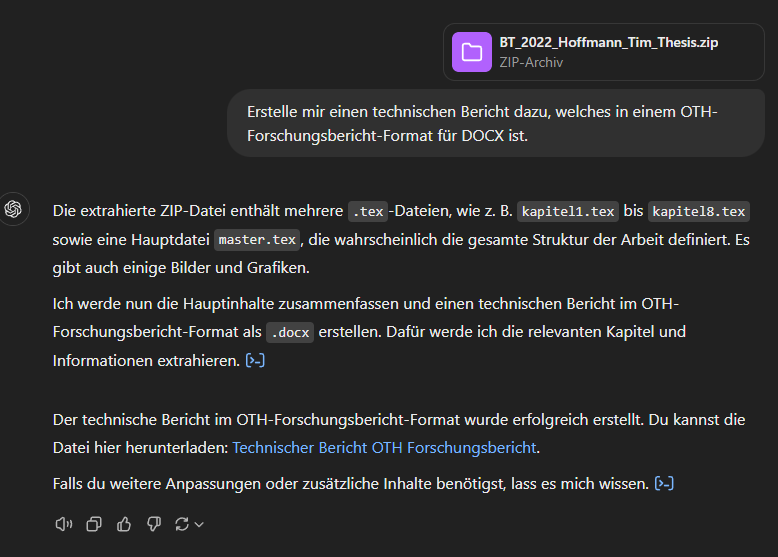 BT_2022_Hoffmann_Tim_Thesis.zip
ZIP-Archiv
Erstelle mir einen technischen Bericht dazu, welches in einem OTH-
Forschungsbericht-Format für DOCX ist.
Die extrahierte ZIP-Datei enthält mehrere .tex-Dateien, wie z. B. kapitel1.tex bis kapitel8.tex
sowie eine Hauptdatei master.tex, die wahrscheinlich die gesamte Struktur der Arbeit definiert. Es
gibt auch einige Bilder und Grafiken.
Ich werde nun die Hauptinhalte zusammenfassen und einen technischen Bericht im OTH-
Forschungsbericht-Format als .docx erstellen. Dafür werde ich die relevanten Kapitel und
Informationen extrahieren. [>-]
Der technische Bericht im OTH-Forschungsbericht-Format wurde erfolgreich erstellt. Du kannst die
Datei hier herunterladen: Technischer Bericht OTH Forschungsbericht.
Falls du weitere Anpassungen oder zusätzliche Inhalte benötigst, lass es mich wissen. [>-]